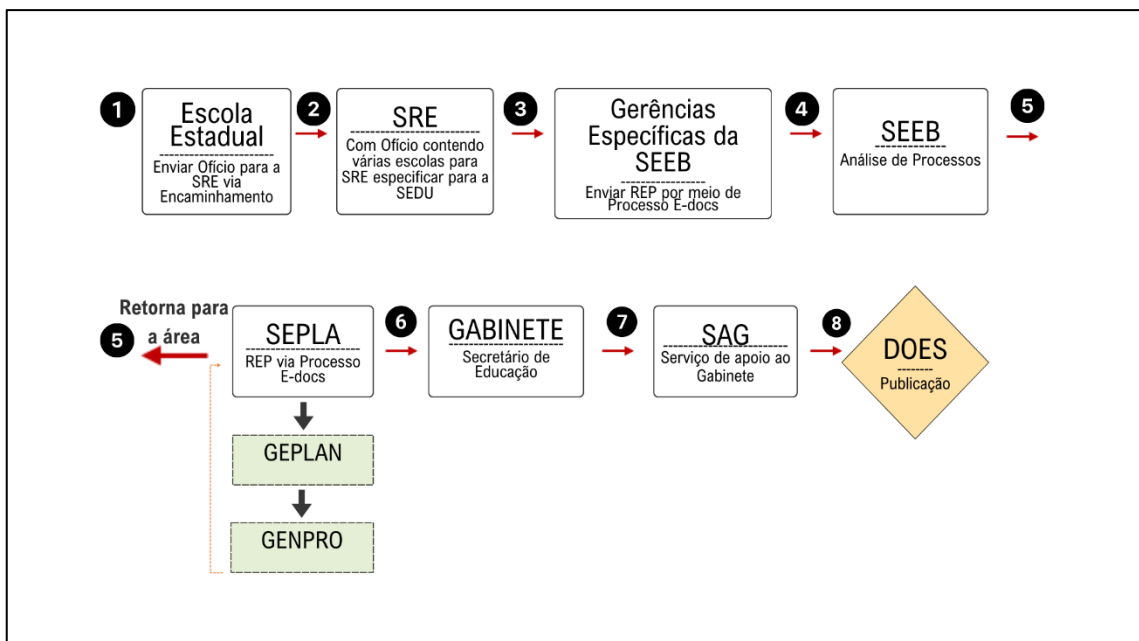 1
Escola
Estadual
Enviar Ofício para a
SRE via
Encaminhamento
2
SRE
Com Ofício contendo
várias escolas para
SRE especificar para a
SEDU
3
Gerências
Específicas da
SEEB
Enviar REP por meio de
Processo E-docs
4
SEEB
Análise de Processos
5
Retorna para
a área
5
SEPLA
REP via Processo
E-docs
6
GABINETE
Secretário de
Educação
7
SAG
Serviço de apoio ao
Gabinete
8
DOES
Publicação
GEPLAN
GENPRO